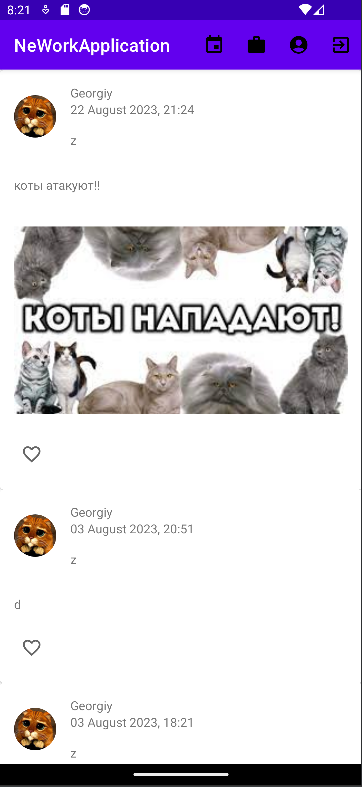 8:21
NeWorkApplication
Georgiy
22 August 2023, 21:24
z
коты атакуют!!
КОТЫ НАПАДАЮТ!
Georgiy
03 August 2023, 20:51
z
d
Georgiy
03 August 2023, 18:21
z